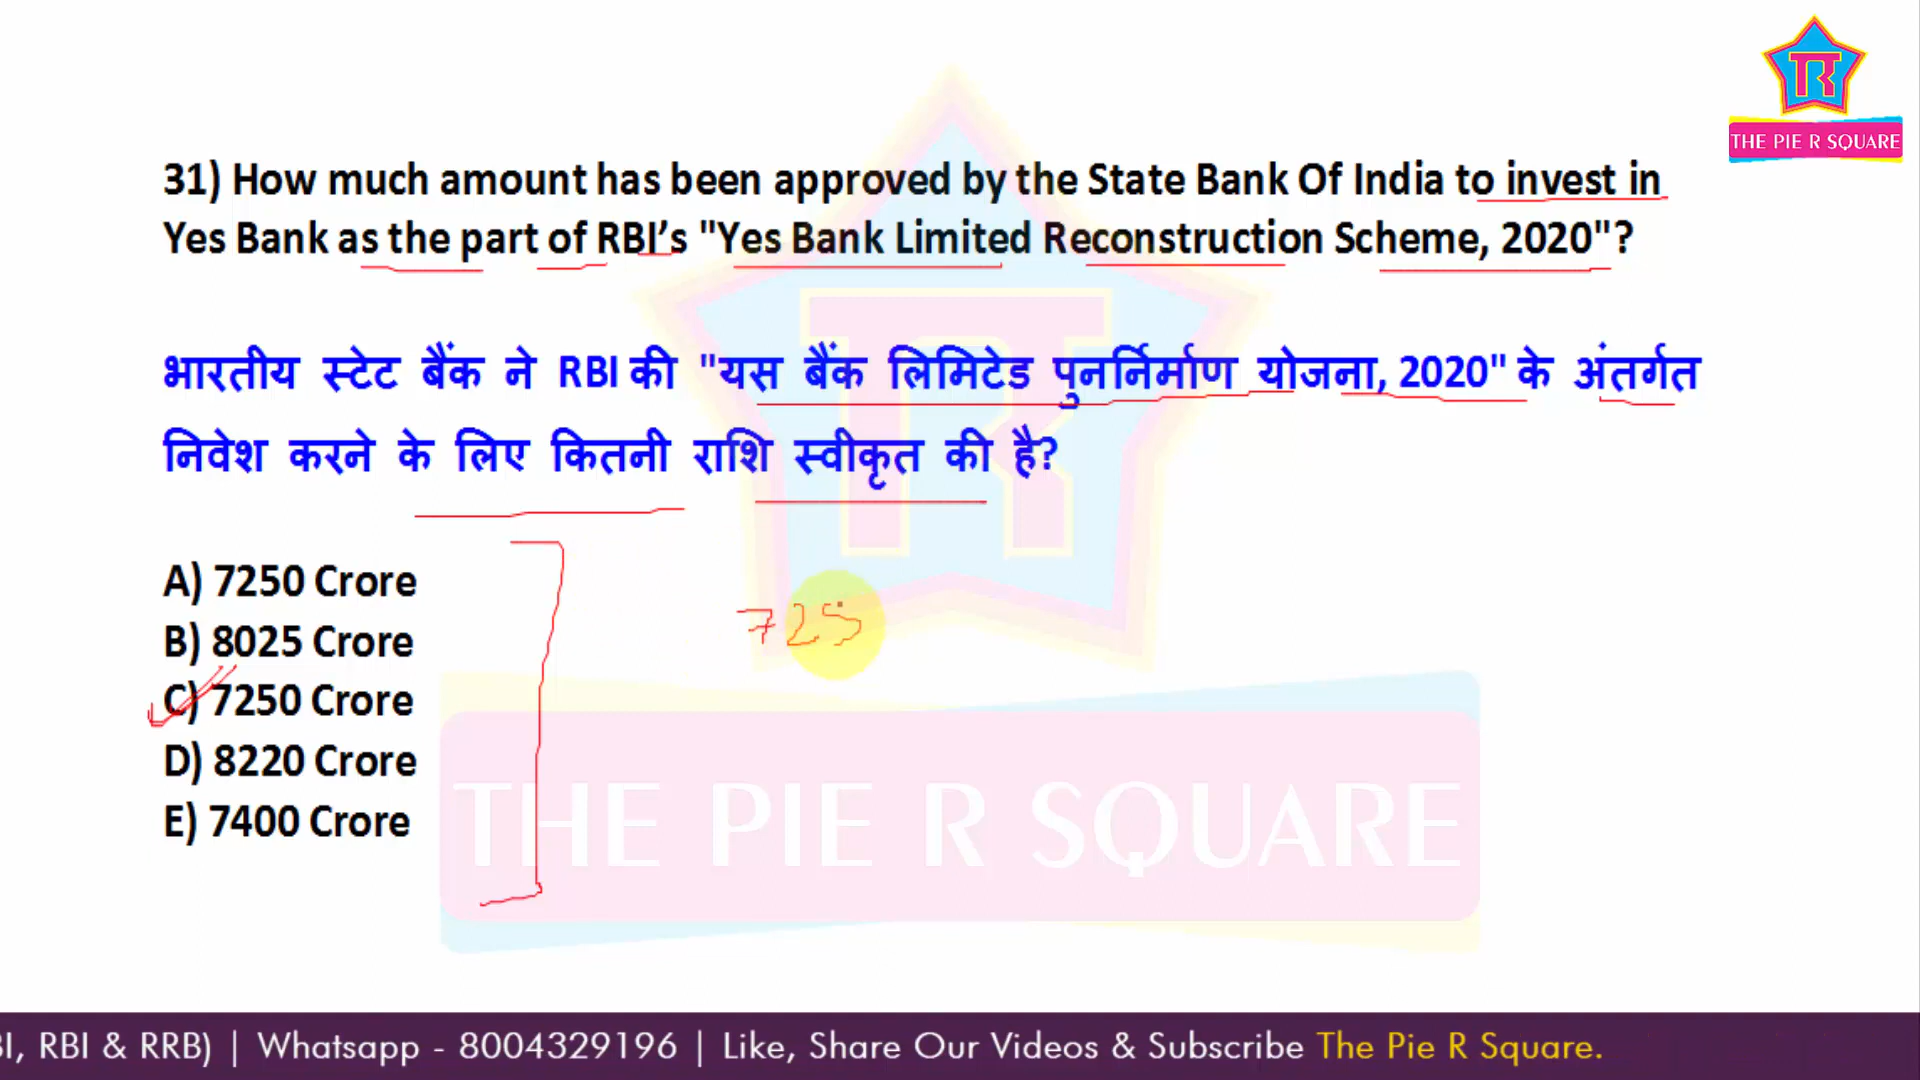 THE PIE R SQUARE
31) How much amount has been approved by the State Bank Of India to invest in
Yes Bank as the part of RBI’s "Yes Bank Limited Reconstruction Scheme, 2020"?
भारतीय स्टेट बैंक ने RBI की "यस बैंक लिमिटेड पुनर्निर्माण योजना, 2020" के अंतर्गत
निवेश करने के लिए कितनी राशि स्वीकृत की है?
A) 7250 Crore
B) 8025 Crore
C) 7250 Crore
D) 8220 Crore
E) 7400 Crore
725
THE PIE R SQUARE
BI, RBI & RRB) | Whatsapp - 8004329196 | Like, Share Our Videos & Subscribe The Pie R Square.